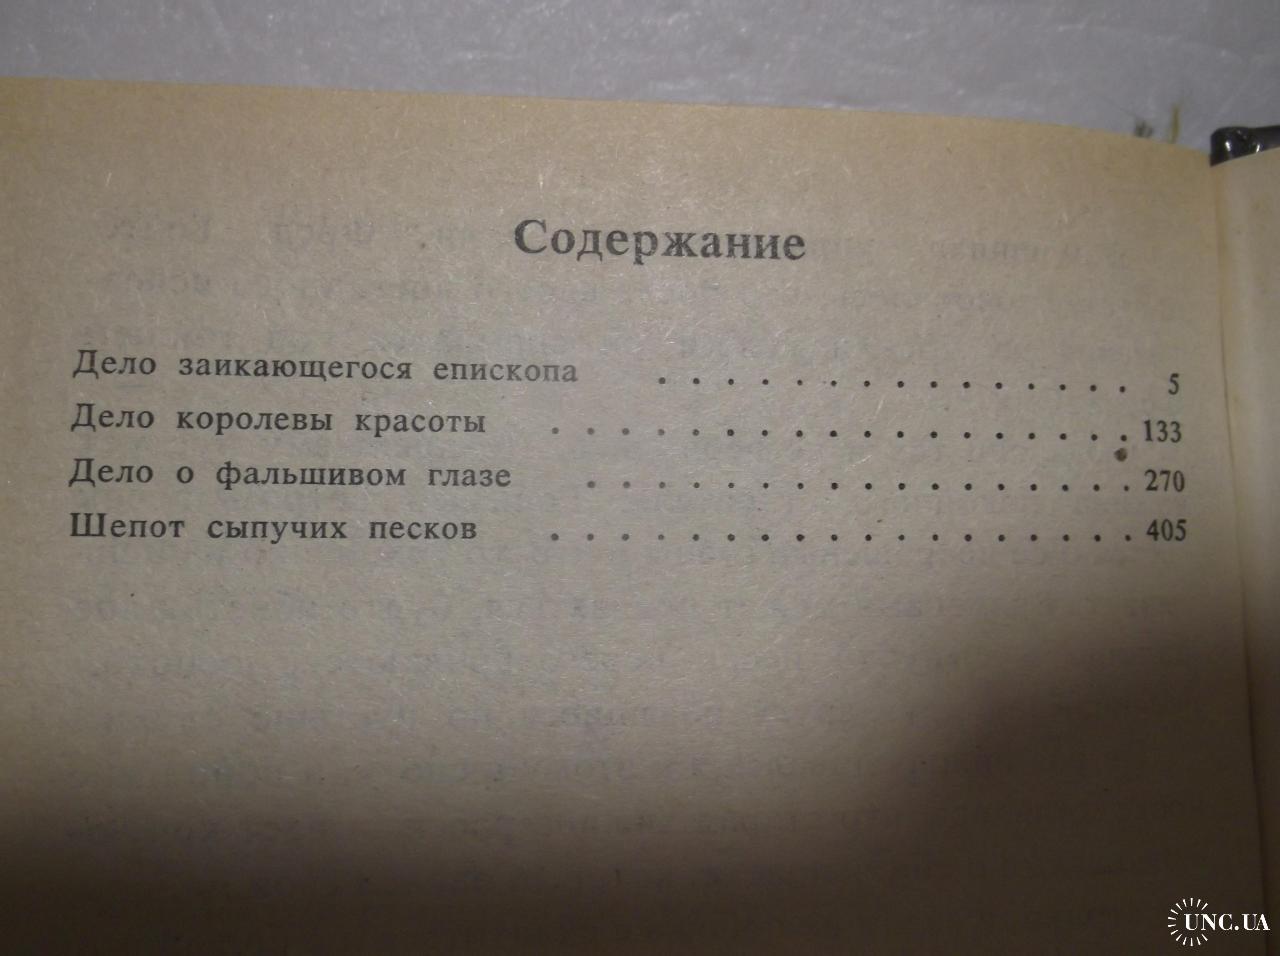 Содержание
Дело заикающегося епископа . . . . . . . . . . . . . . 5
Дело королевы красоты . . . . . . . . . . . . . . . . . 133
Дело о фальшивом глазе . . . . . . . . . . . . . . . . 270
Шепот сыпучих песков . . . . . . . . . . . . . . . . . 405
UNC.UA